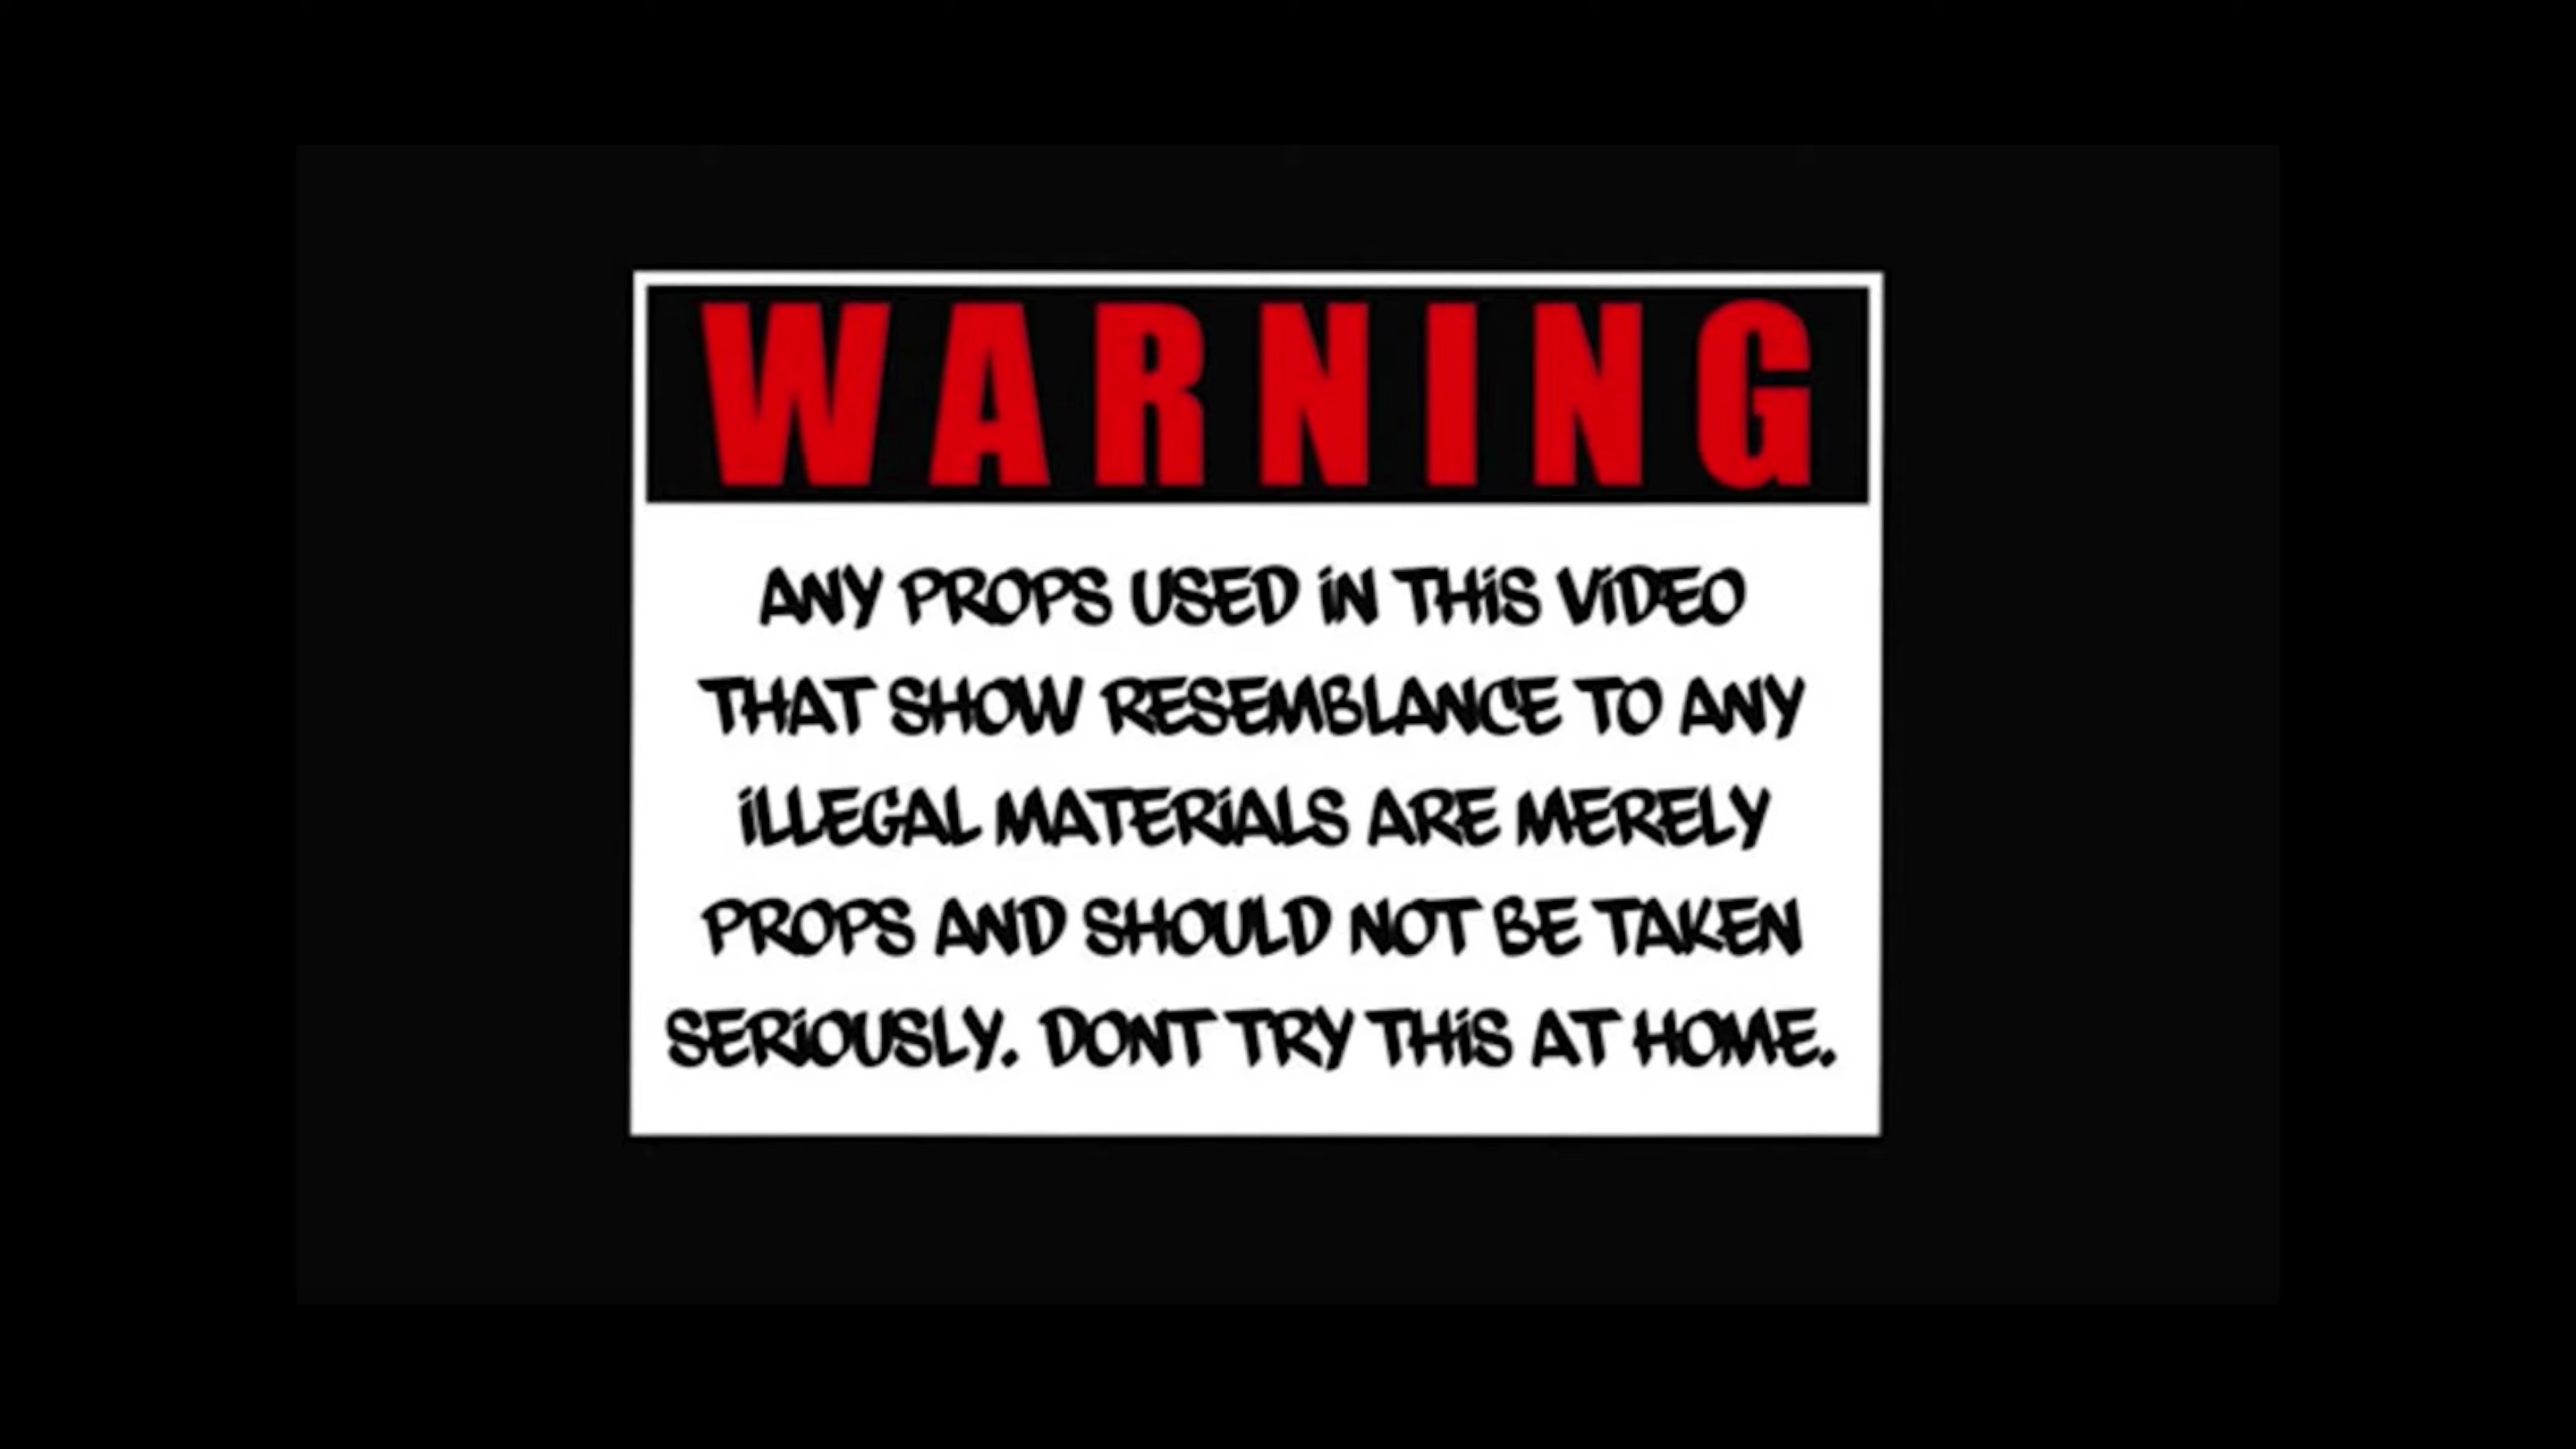 WARNING
ANY PROPS USED iN THiS ViDEO
THAT SHOW RESEMBLANCE TO ANY
iLLEGAL MATERiALS ARE MERELY
PROPS AND SHOULD NOT BE TAKEN
SERiOUSLY. DONT TRY THiS AT HOME.